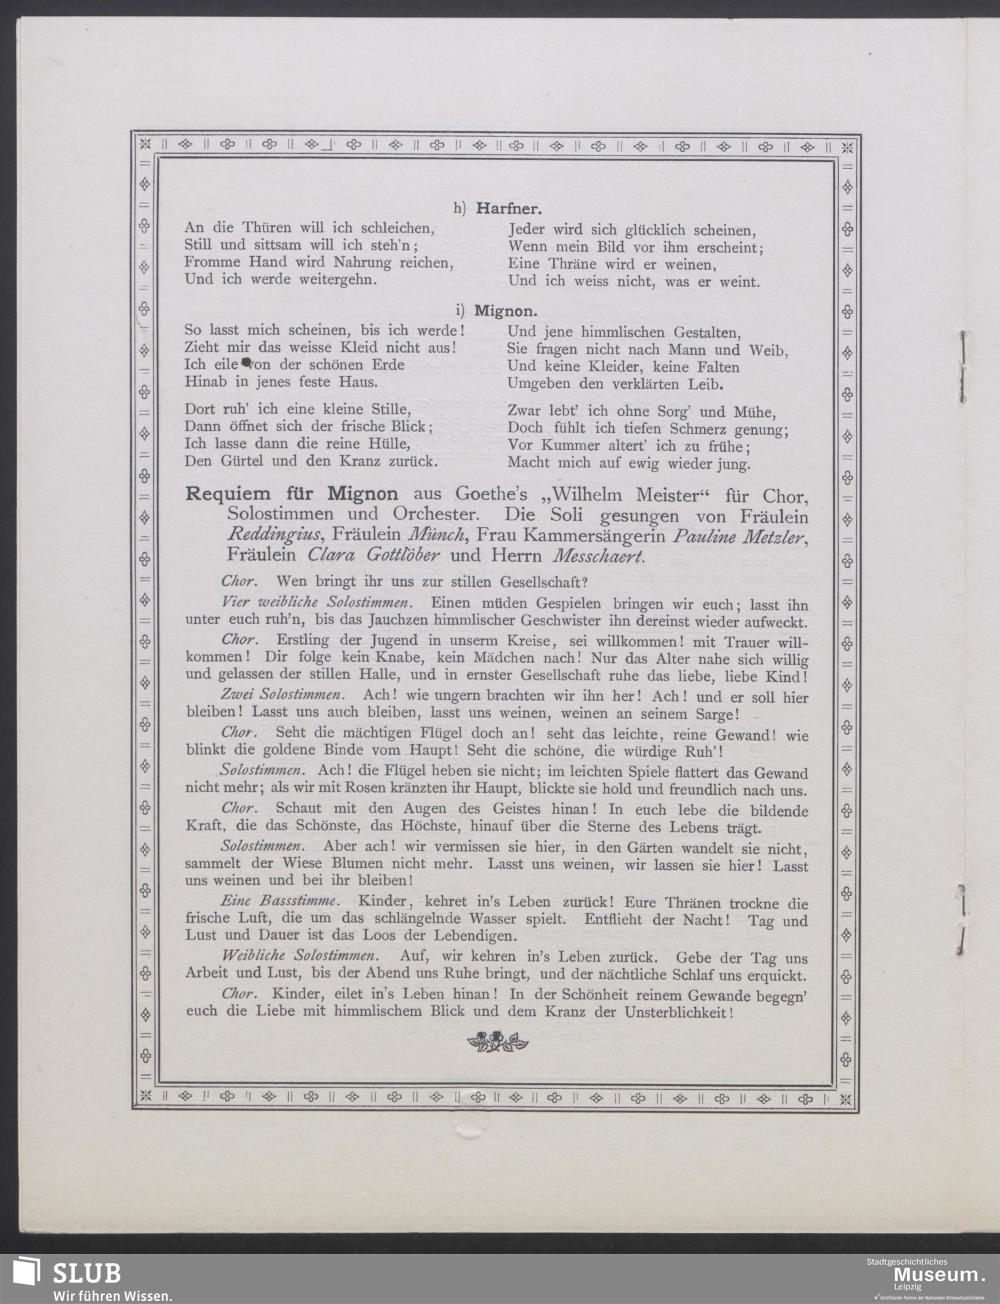 h) Harfner.
An die Thüren will ich schleichen,
Still und sittsam will ich steh'n;
Fromme Hand wird Nahrung reichen,
Und ich werde weitergehn.
Jeder wird sich glücklich scheinen,
Wenn mein Bild vor ihm erscheint;
Eine Thräne wird er weinen,
Und ich weiss nicht, was er weint.
i) Mignon.
So lasst mich scheinen, bis ich werde!
Zieht mir das weisse Kleid nicht aus!
Ich eile von der schönen Erde
Hinab in jenes feste Haus.
Dort ruh' ich eine kleine Stille,
Dann öffnet sich der frische Blick;
Ich lasse dann die reine Hülle,
Den Gürtel und den Kranz zurück.
Und jene himmlischen Gestalten,
Sie fragen nicht nach Mann und Weib,
Und keine Kleider, keine Falten
Umgeben den verklärten Leib.
Zwar lebt' ich ohne Sorg' und Mühe,
Doch fühlt ich tiefen Schmerz genung;
Vor Kummer altert' ich zu frühe;
Macht mich auf ewig wieder jung.
Requiem für Mignon aus Goethe's „Wilhelm Meister“ für Chor,
Solostimmen und Orchester. Die Soli gesungen von Fräulein
Reddingius, Fräulein Münch, Frau Kammersängerin Pauline Metzler,
Fräulein Clara Gottlöber und Herrn Messchaert.
Chor. Wen bringt ihr uns zur stillen Gesellschaft?
Vier weibliche Solostimmen. Einen müden Gespielen bringen wir euch; lasst ihn
unter euch ruh'n, bis das Jauchzen himmlischer Geschwister ihn dereinst wieder aufweckt.
Chor. Erstling der Jugend in unserm Kreise, sei willkommen! mit Trauer will-
kommen! Dir folge kein Knabe, kein Mädchen nach! Nur das Alter nahe sich willig
und gelassen der stillen Halle, und in ernster Gesellschaft ruhe das liebe, liebe Kind!
Zwei Solostimmen. Ach! wie ungern brachten wir ihn her! Ach! und er soll hier
bleiben! Lasst uns auch bleiben, lasst uns weinen, weinen an seinem Sarge!
Chor. Seht die mächtigen Flügel doch an! seht das leichte, reine Gewand! wie
blinkt die goldene Binde vom Haupt! Seht die schöne, die würdige Ruh'!
Solostimmen. Ach! die Flügel heben sie nicht; im leichten Spiele flattert das Gewand
nicht mehr; als wir mit Rosen kränzten ihr Haupt, blickte sie hold und freundlich nach uns.
Chor. Schaut mit den Augen des Geistes hinan! In euch lebe die bildende
Kraft, die das Schönste, das Höchste, hinauf über die Sterne des Lebens trägt.
Solostimmen. Aber ach! wir vermissen sie hier, in den Gärten wandelt sie nicht,
sammelt der Wiese Blumen nicht mehr. Lasst uns weinen, wir lassen sie hier! Lasst
uns weinen und bei ihr bleiben!
Eine Bassstimme. Kinder, kehret in's Leben zurück! Eure Thränen trockne die
frische Luft, die um das schlängelnde Wasser spielt. Entflieht der Nacht! Tag und
Lust und Dauer ist das Loos der Lebendigen.
Weibliche Solostimmen. Auf, wir kehren in's Leben zurück. Gebe der Tag uns
Arbeit und Lust, bis der Abend uns Ruhe bringt, und der nächtliche Schlaf uns erquickt.
Chor. Kinder, eilet in's Leben hinan! In der Schönheit reinem Gewande begegn'
euch die Liebe mit himmlischem Blick und dem Kranz der Unsterblichkeit!
SLUB
Wir führen Wissen.
Stadtgeschichtliches
Museum.
Leipzig
Zertifizierter Partner der Nationalen Klimaschutzinitiative